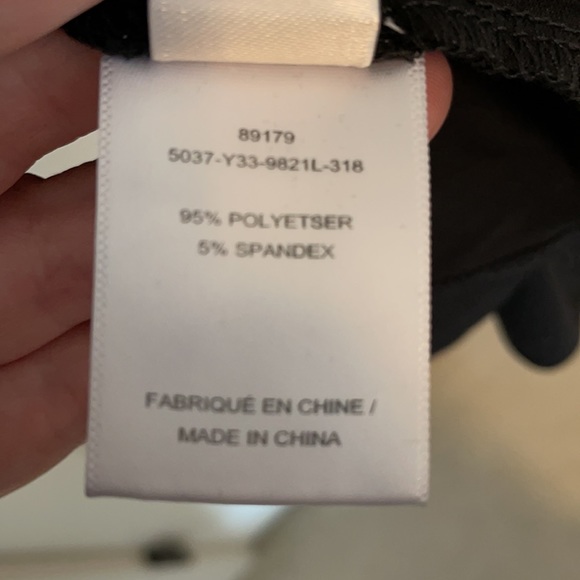 89179
5037-Y33-9821L-318
95% POLYETSER
5% SPANDEX
FABRIQUÉ EN CHINE /
MADE IN CHINA